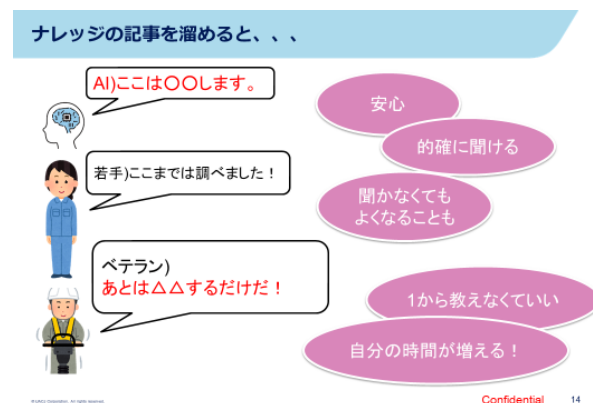 ナレッジの記事を溜めると、、、
AI)ここは〇〇します。
若手)ここまでは調べました！
ベテラン)
あとは△△するだけだ！
安心
的確に聞ける
聞かなくても
よくなることも
1から教えなくていい
自分の時間が増える！
Confidential
14